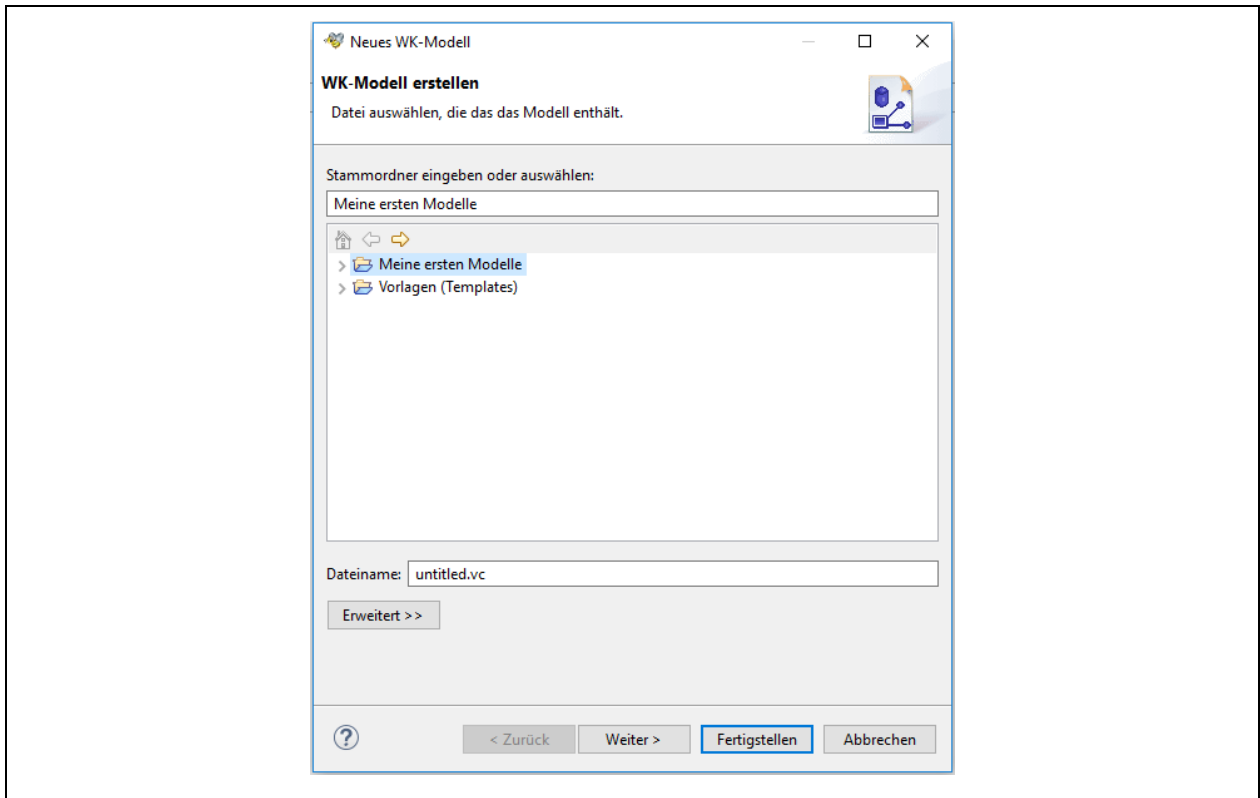 Neues WK-Modell
WK-Modell erstellen
Datei auswählen, die das das Modell enthält.
Stammordner eingeben oder auswählen:
Meine ersten Modelle
Meine ersten Modelle
Vorlagen (Templates)
Dateiname: untitled.vc
Erweitert >>
? < Zurück Weiter > Fertigstellen Abbrechen